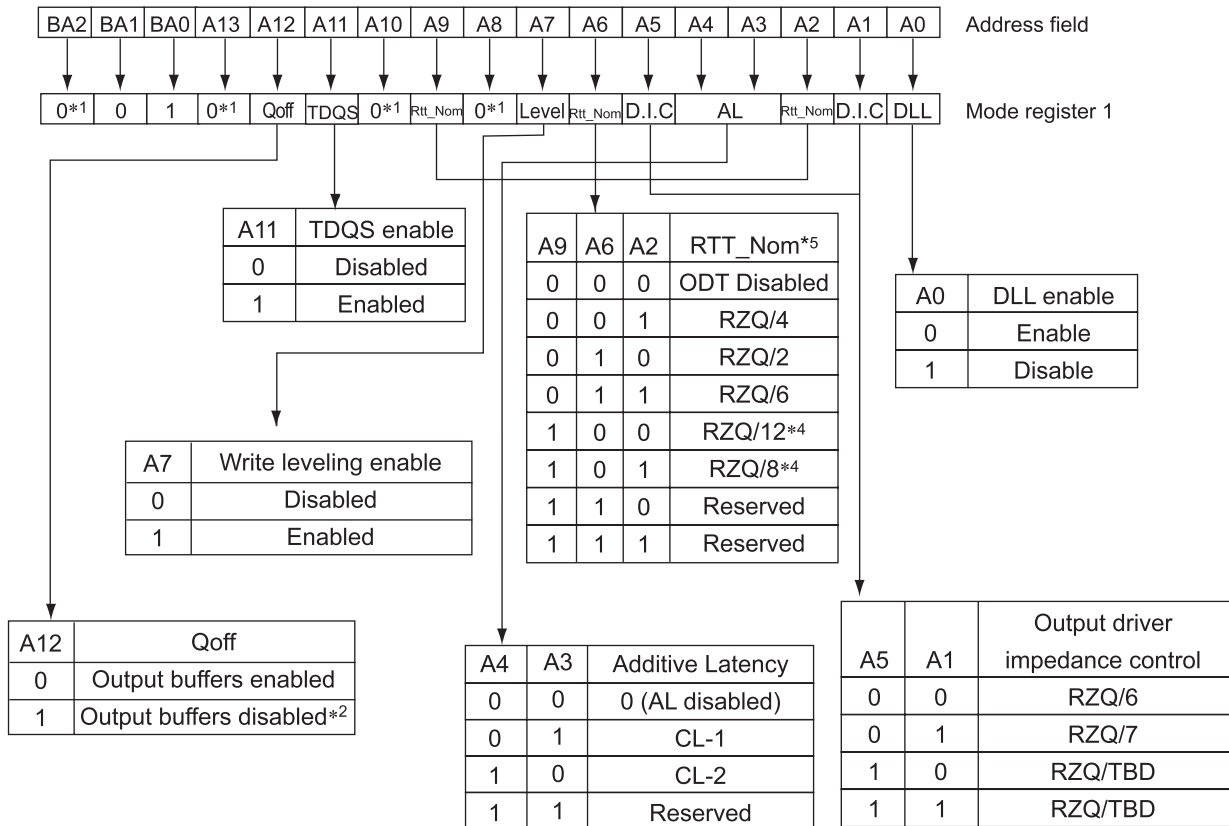 BA2 BA1 BA0 A13 A12 A11 A10 A9 A8 A7 A6 A5 A4 A3 A2 A1 A0 Address field
0*1 0 1 0*1 Qoff TDQS 0*1 Rtt_Nom 0*1 Level Rtt_Nom D.I.C AL Rtt_Nom D.I.C DLL Mode register 1
A11 TDQS enable
0 Disabled
1 Enabled
A9 A6 A2 RTT_Nom*5
0 0 0 ODT Disabled
0 0 1 RZQ/4
0 1 0 RZQ/2
0 1 1 RZQ/6
1 0 0 RZQ/12*4
1 0 1 RZQ/8*4
1 1 0 Reserved
1 1 1 Reserved
A0 DLL enable
0 Enable
1 Disable
A7 Write leveling enable
0 Disabled
1 Enabled
A12 Qoff
0 Output buffers enabled
1 Output buffers disabled*2
A4 A3 Additive Latency
0 0 0 (AL disabled)
0 1 CL-1
1 0 CL-2
1 1 Reserved
Output driver
A5 A1 impedance control
0 0 RZQ/6
0 1 RZQ/7
1 0 RZQ/TBD
1 1 RZQ/TBD